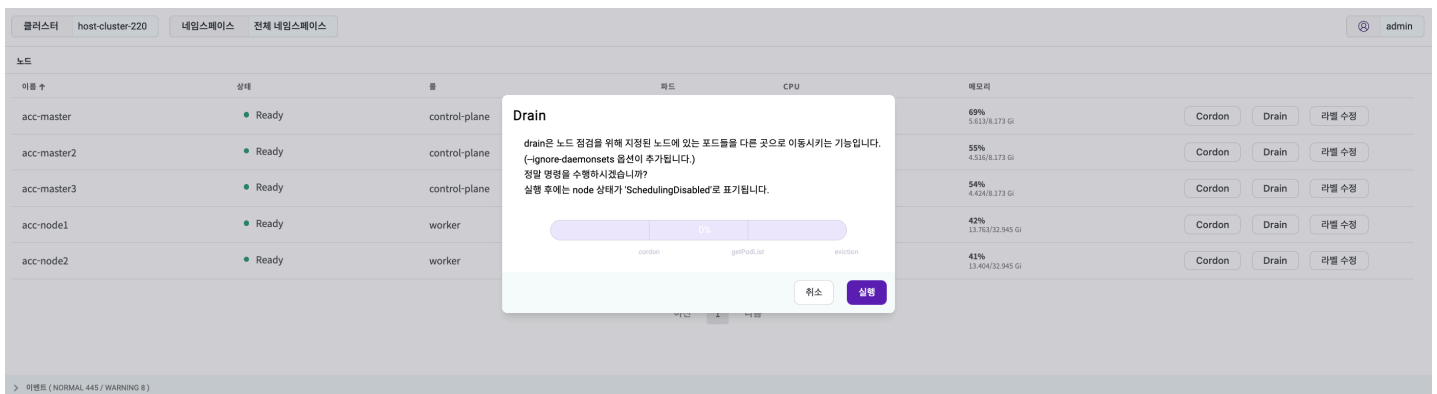 클러스터 host-cluster-220 네임스페이스 전체 네임스페이스 admin
노드
이름 ↑ 상태 롤 파드 CPU 메모리
acc-master Ready control-plane 69% Cordon Drain 라벨 수정
5.613/8.173 Gi
acc-master2 Ready control-plane 55% Cordon Drain 라벨 수정
4.516/8.173 Gi
acc-master3 Ready control-plane 54% Cordon Drain 라벨 수정
4.424/8.173 Gi
acc-node1 Ready worker 42% Cordon Drain 라벨 수정
13.763/32.945 Gi
acc-node2 Ready worker 41% Cordon Drain 라벨 수정
13.404/32.945 Gi
Drain
drain은 노드 점검을 위해 지정된 노드에 있는 포드들을 다른 곳으로 이동시키는 기능입니다.
(--ignore-daemonsets 옵션이 추가됩니다.)
정말 명령을 수행하시겠습니까?
실행 후에는 node 상태가 'SchedulingDisabled'로 표기됩니다.
0%
cordon getPodList eviction
취소 실행
1
이벤트 ( NORMAL 445 / WARNING 8 )